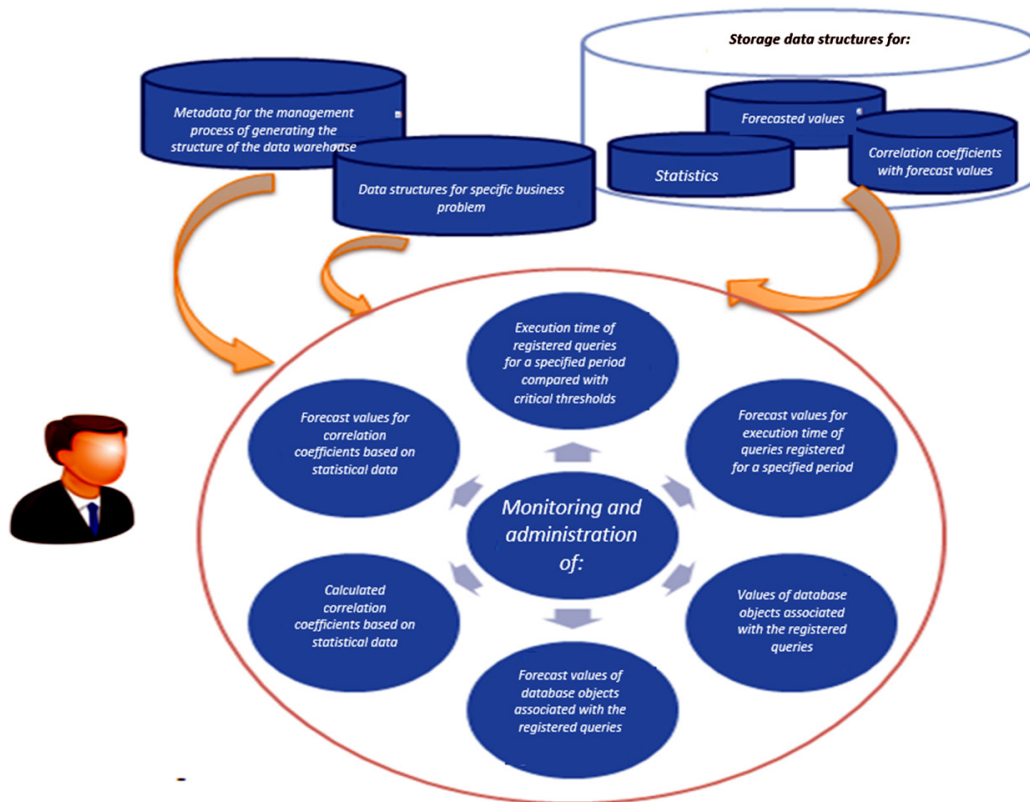 Storage data structures for:
Metadata for the management
process of generating the
structure of the data warehouse
Forecasted values
Correlation coefficients
with forecast values
Statistics
Data structures for specific business
problem
Execution time of
registered queries
for a specified period
compared with
critical thresholds
Forecast values for
correlation
coefficients based on
statistical data
Forecast values for
execution time of
queries registered
for a specified period
Monitoring and
administration
of:
Calculated
correlation
coefficients based on
statistical data
Values of database
objects associated
with the registered
queries
Forecast values of
database objects
associated with the
registered queries